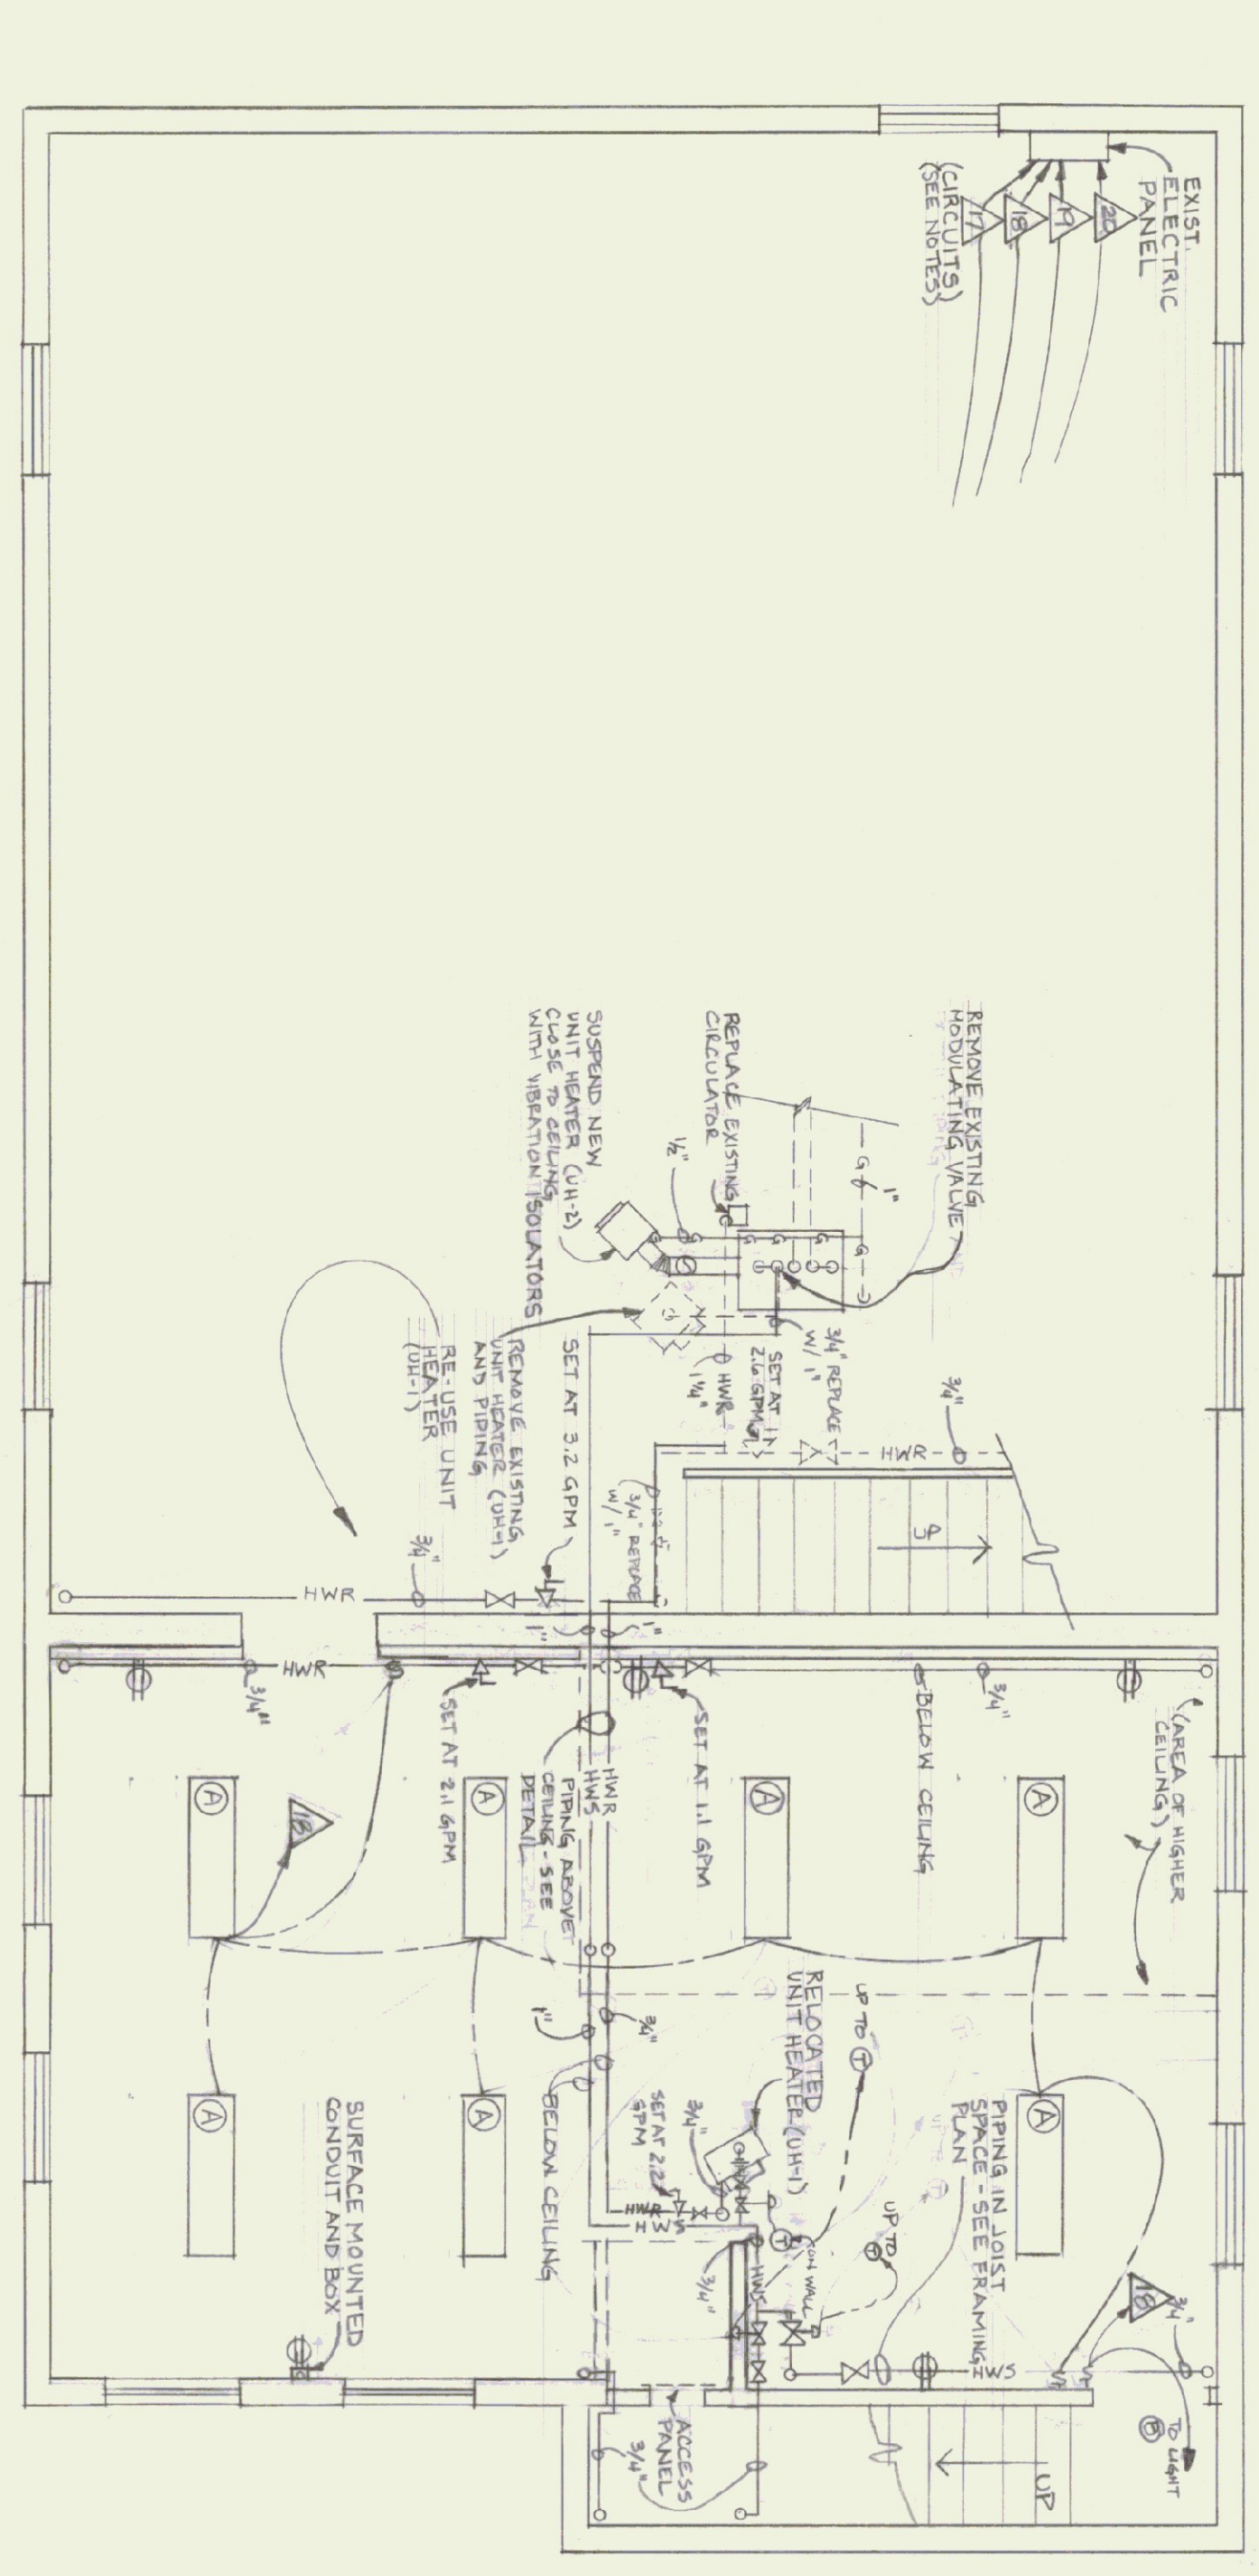 EXIST.
ELECTRIC
PANEL
20
19
18
17
(CIRCUITS)
(SEE NOTES)
REMOVE EXISTING
MODULATING VALVE
REPLACE EXISTING
CIRCULATOR
SUSPEND NEW
UNIT HEATER (UH-2)
CLOSE TO CEILING
WITH VIBRATION ISOLATORS
1/2"
1"
G
G
G
G
G
G
3/4" REPLACE
W/ 1"
SET AT
2.6 GPM
HWR
1 1/4"
3/4"
HWR
SET AT 3.2 GPM
REMOVE EXISTING
UNIT HEATER (UH-1)
AND PIPING
RE-USE UNIT
HEATER
(UH-1)
3/4" REPLACE
W/ 1"
UP
3/4"
HWR
1"
1"
HWR
3/4"
3/4"
(AREA OF HIGHER
CEILING)
BELOW CEILING
SET AT 1.1 GPM
SET AT 2.1 GPM
HWR
HWS
PIPING ABOVE
CEILING - SEE
DETAIL
A
A
A
A
18
RELOCATED
UNIT HEATER (UH-1)
UP TO T
3/4"
1"
BELOW CEILING
SET AT 2.2
GPM
3/4"
PIPING IN JOIST
SPACE - SEE FRAMING
PLAN
A
A
A
SURFACE MOUNTED
CONDUIT AND BOX
HWR
HWS
T
ON WALL
UP TO
T
HWS
3/4"
18
3/4"
HWS
TO LIGHT
ACCESS
PANEL
3/4"
UP